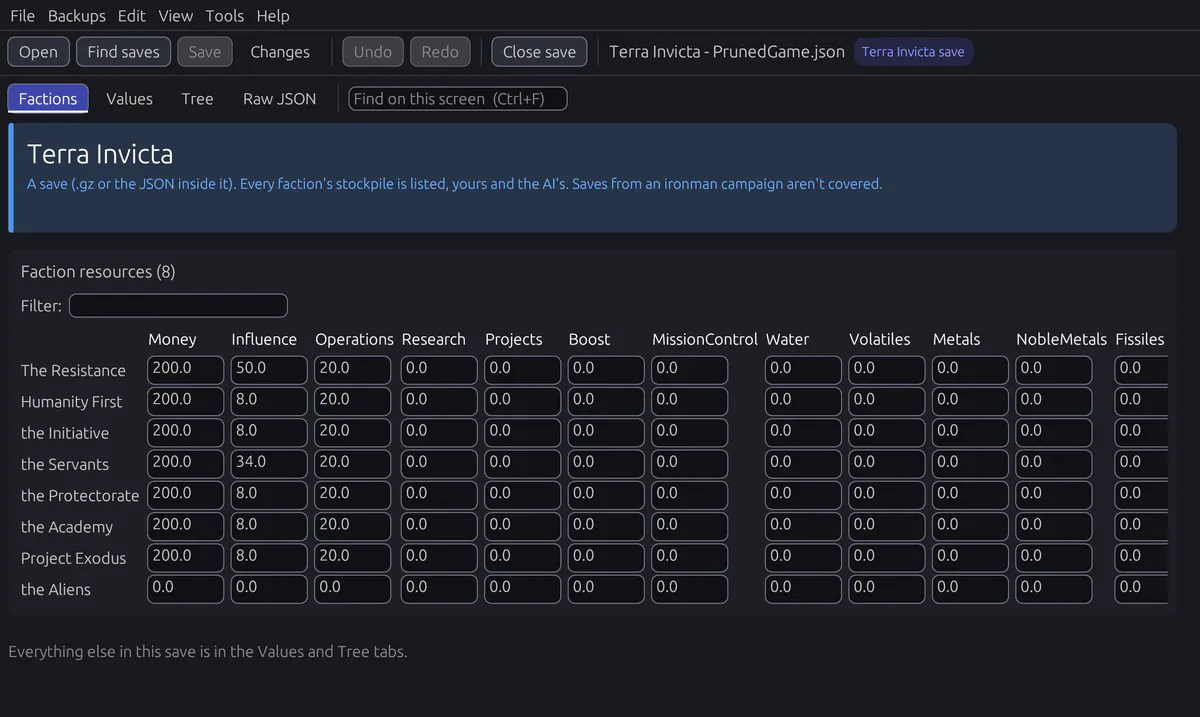 File Backups Edit View Tools Help
Open Find saves Save Changes Undo Redo Close save Terra Invicta - PrunedGame.json Terra Invicta save
Factions Values Tree Raw JSON Find on this screen (Ctrl+F)
Terra Invicta
A save (.gz or the JSON inside it). Every faction's stockpile is listed, yours and the AI's. Saves from an ironman campaign aren't covered.
Faction resources (8)
Filter:
Money Influence Operations Research Projects Boost MissionControl Water Volatiles Metals NobleMetals Fissiles
The Resistance 200.0 50.0 20.0 0.0 0.0 0.0 0.0 0.0 0.0 0.0 0.0 0.0
Humanity First 200.0 8.0 20.0 0.0 0.0 0.0 0.0 0.0 0.0 0.0 0.0 0.0
the Initiative 200.0 8.0 20.0 0.0 0.0 0.0 0.0 0.0 0.0 0.0 0.0 0.0
the Servants 200.0 34.0 20.0 0.0 0.0 0.0 0.0 0.0 0.0 0.0 0.0 0.0
the Protectorate 200.0 8.0 20.0 0.0 0.0 0.0 0.0 0.0 0.0 0.0 0.0 0.0
the Academy 200.0 8.0 20.0 0.0 0.0 0.0 0.0 0.0 0.0 0.0 0.0 0.0
Project Exodus 200.0 8.0 20.0 0.0 0.0 0.0 0.0 0.0 0.0 0.0 0.0 0.0
the Aliens 0.0 0.0 0.0 0.0 0.0 0.0 0.0 0.0 0.0 0.0 0.0 0.0
Everything else in this save is in the Values and Tree tabs.